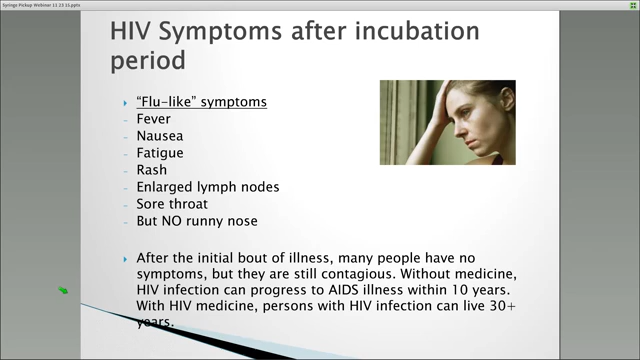 Syringe Pickup Webinar 11 23 15.pptx
HIV Symptoms after incubation
period
“Flu-like” symptoms
- Fever
- Nausea
- Fatigue
- Rash
- Enlarged lymph nodes
- Sore throat
- But NO runny nose
After the initial bout of illness, many people have no
symptoms, but they are still contagious. Without medicine,
HIV infection can progress to AIDS illness within 10 years.
With HIV medicine, persons with HIV infection can live 30+
years.